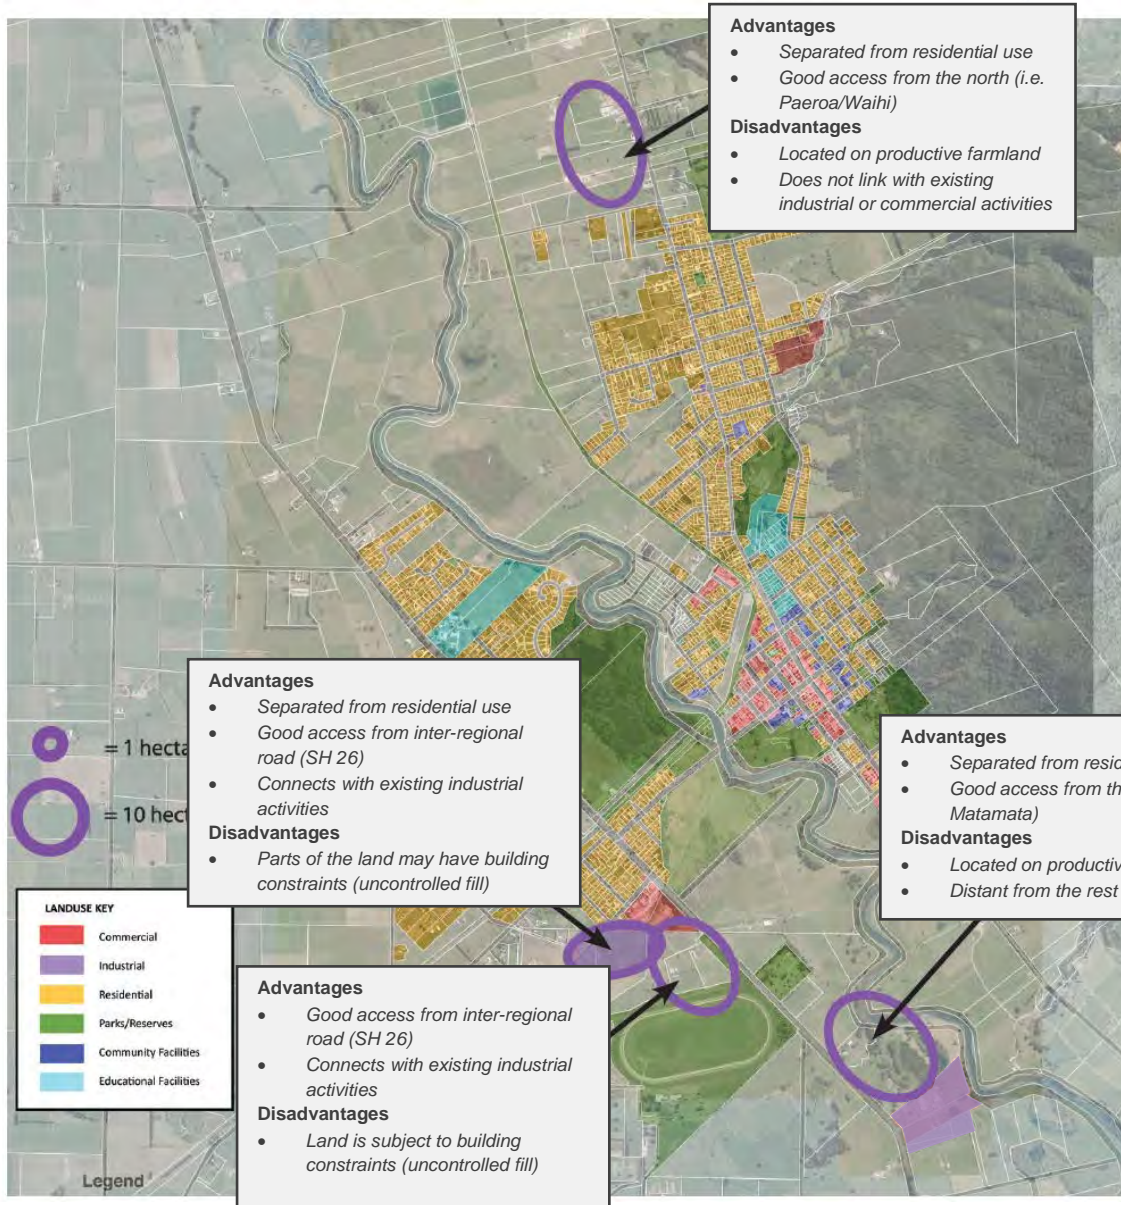 Advantages
• Separated from residential use
• Good access from the north (i.e.
Paeroa/Waihi)
Disadvantages
• Located on productive farmland
• Does not link with existing
industrial or commercial activities
Advantages
• Separated from residential use
• Good access from inter-regional
road (SH 26)
• Connects with existing industrial
activities
Disadvantages
• Parts of the land may have building
constraints (uncontrolled fill)
Advantages
• Separated from resid
• Good access from th
Matamata)
Disadvantages
• Located on productiv
• Distant from the rest
= 1 hecta
= 10 hect
LANDUSE KEY
Commercial
Industrial
Residential
Parks/Reserves
Community Facilities
Educational Facilities
Advantages
• Good access from inter-regional
road (SH 26)
• Connects with existing industrial
activities
Disadvantages
• Land is subject to building
constraints (uncontrolled fill)
Legend